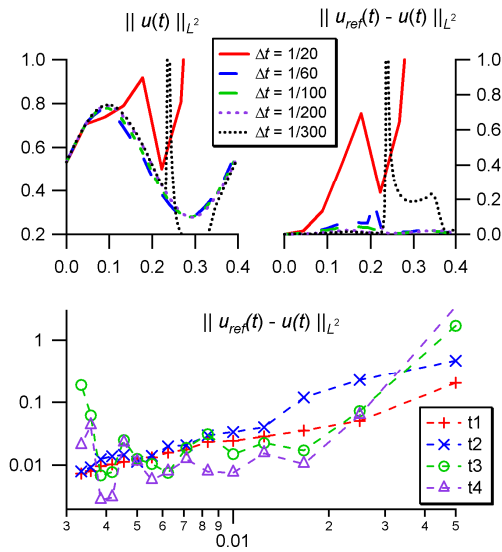 || u(t) ||L²
|| uref(t) - u(t) ||L²
Δt = 1/20
Δt = 1/60
Δt = 1/100
Δt = 1/200
Δt = 1/300
1.0
0.8
0.6
0.4
0.2
0.0 0.1 0.2 0.3 0.4
1.0
0.8
0.6
0.4
0.2
0.0
0.0 0.1 0.2 0.3 0.4
|| uref(t) - u(t) ||L²
1
0.1
0.01
t1
t2
t3
t4
3 4 5 6 7 8 9 2 3 4 5
0.01